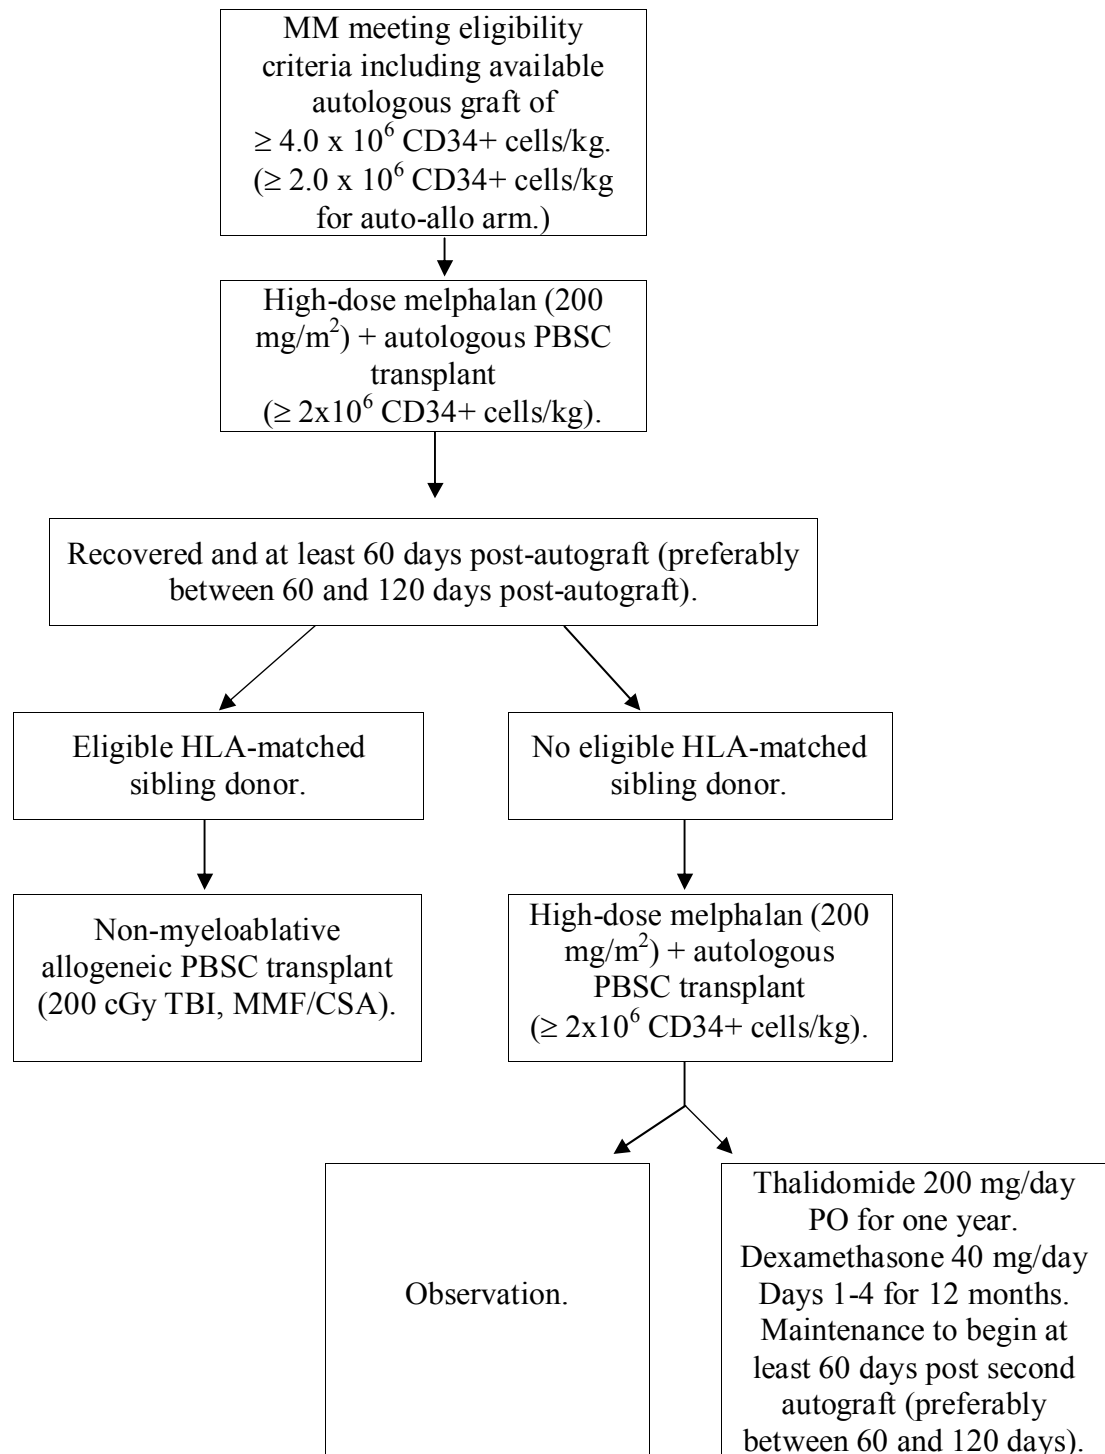 MM meeting eligibility
criteria including available
autologous graft of
≥ 4.0 x 10⁶ CD34+ cells/kg.
(≥ 2.0 x 10⁶ CD34+ cells/kg
for auto-allo arm.)
High-dose melphalan (200
mg/m²) + autologous PBSC
transplant
(≥ 2x10⁶ CD34+ cells/kg).
Recovered and at least 60 days post-autograft (preferably
between 60 and 120 days post-autograft).
Eligible HLA-matched
sibling donor.
No eligible HLA-matched
sibling donor.
Non-myeloablative
allogeneic PBSC transplant
(200 cGy TBI, MMF/CSA).
High-dose melphalan (200
mg/m²) + autologous
PBSC transplant
(≥ 2x10⁶ CD34+ cells/kg).
Observation.
Thalidomide 200 mg/day
PO for one year.
Dexamethasone 40 mg/day
Days 1-4 for 12 months.
Maintenance to begin at
least 60 days post second
autograft (preferably
between 60 and 120 days).